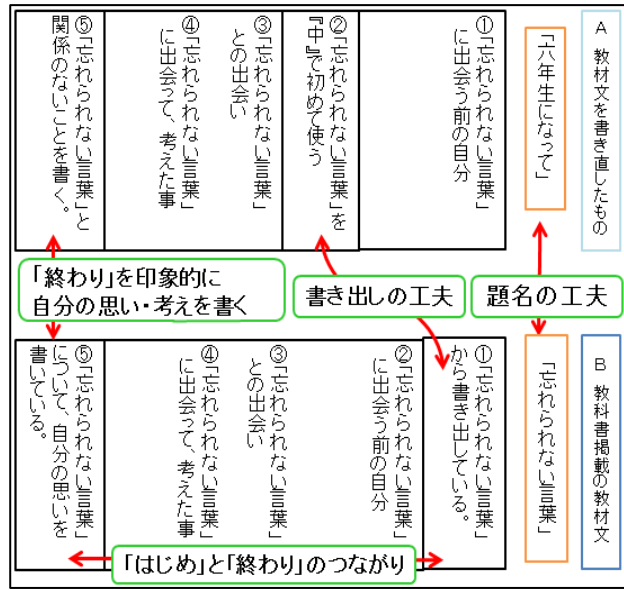 A 教材文を書き直したもの
「六年生になって」
①「忘れられない言葉」
に出会う前の自分
②「忘れられない言葉」を
『中』で初めて使う
③「忘れられない言葉」
との出会い
④「忘れられない言葉」
に出会って、考えた事
⑤「忘れられない言葉」と
関係のないことを書く。
題名の工夫
書き出しの工夫
「終わり」を印象的に
自分の思い・考えを書く
B 教科書掲載の教材文
「忘れられない言葉」
①「忘れられない言葉」
から書き出している。
②「忘れられない言葉」
に出会う前の自分
③「忘れられない言葉」
との出会い
④「忘れられない言葉」
に出会って、考えた事
⑤「忘れられない言葉」
について、自分の思いを
書いている。
「はじめ」と「終わり」のつながり